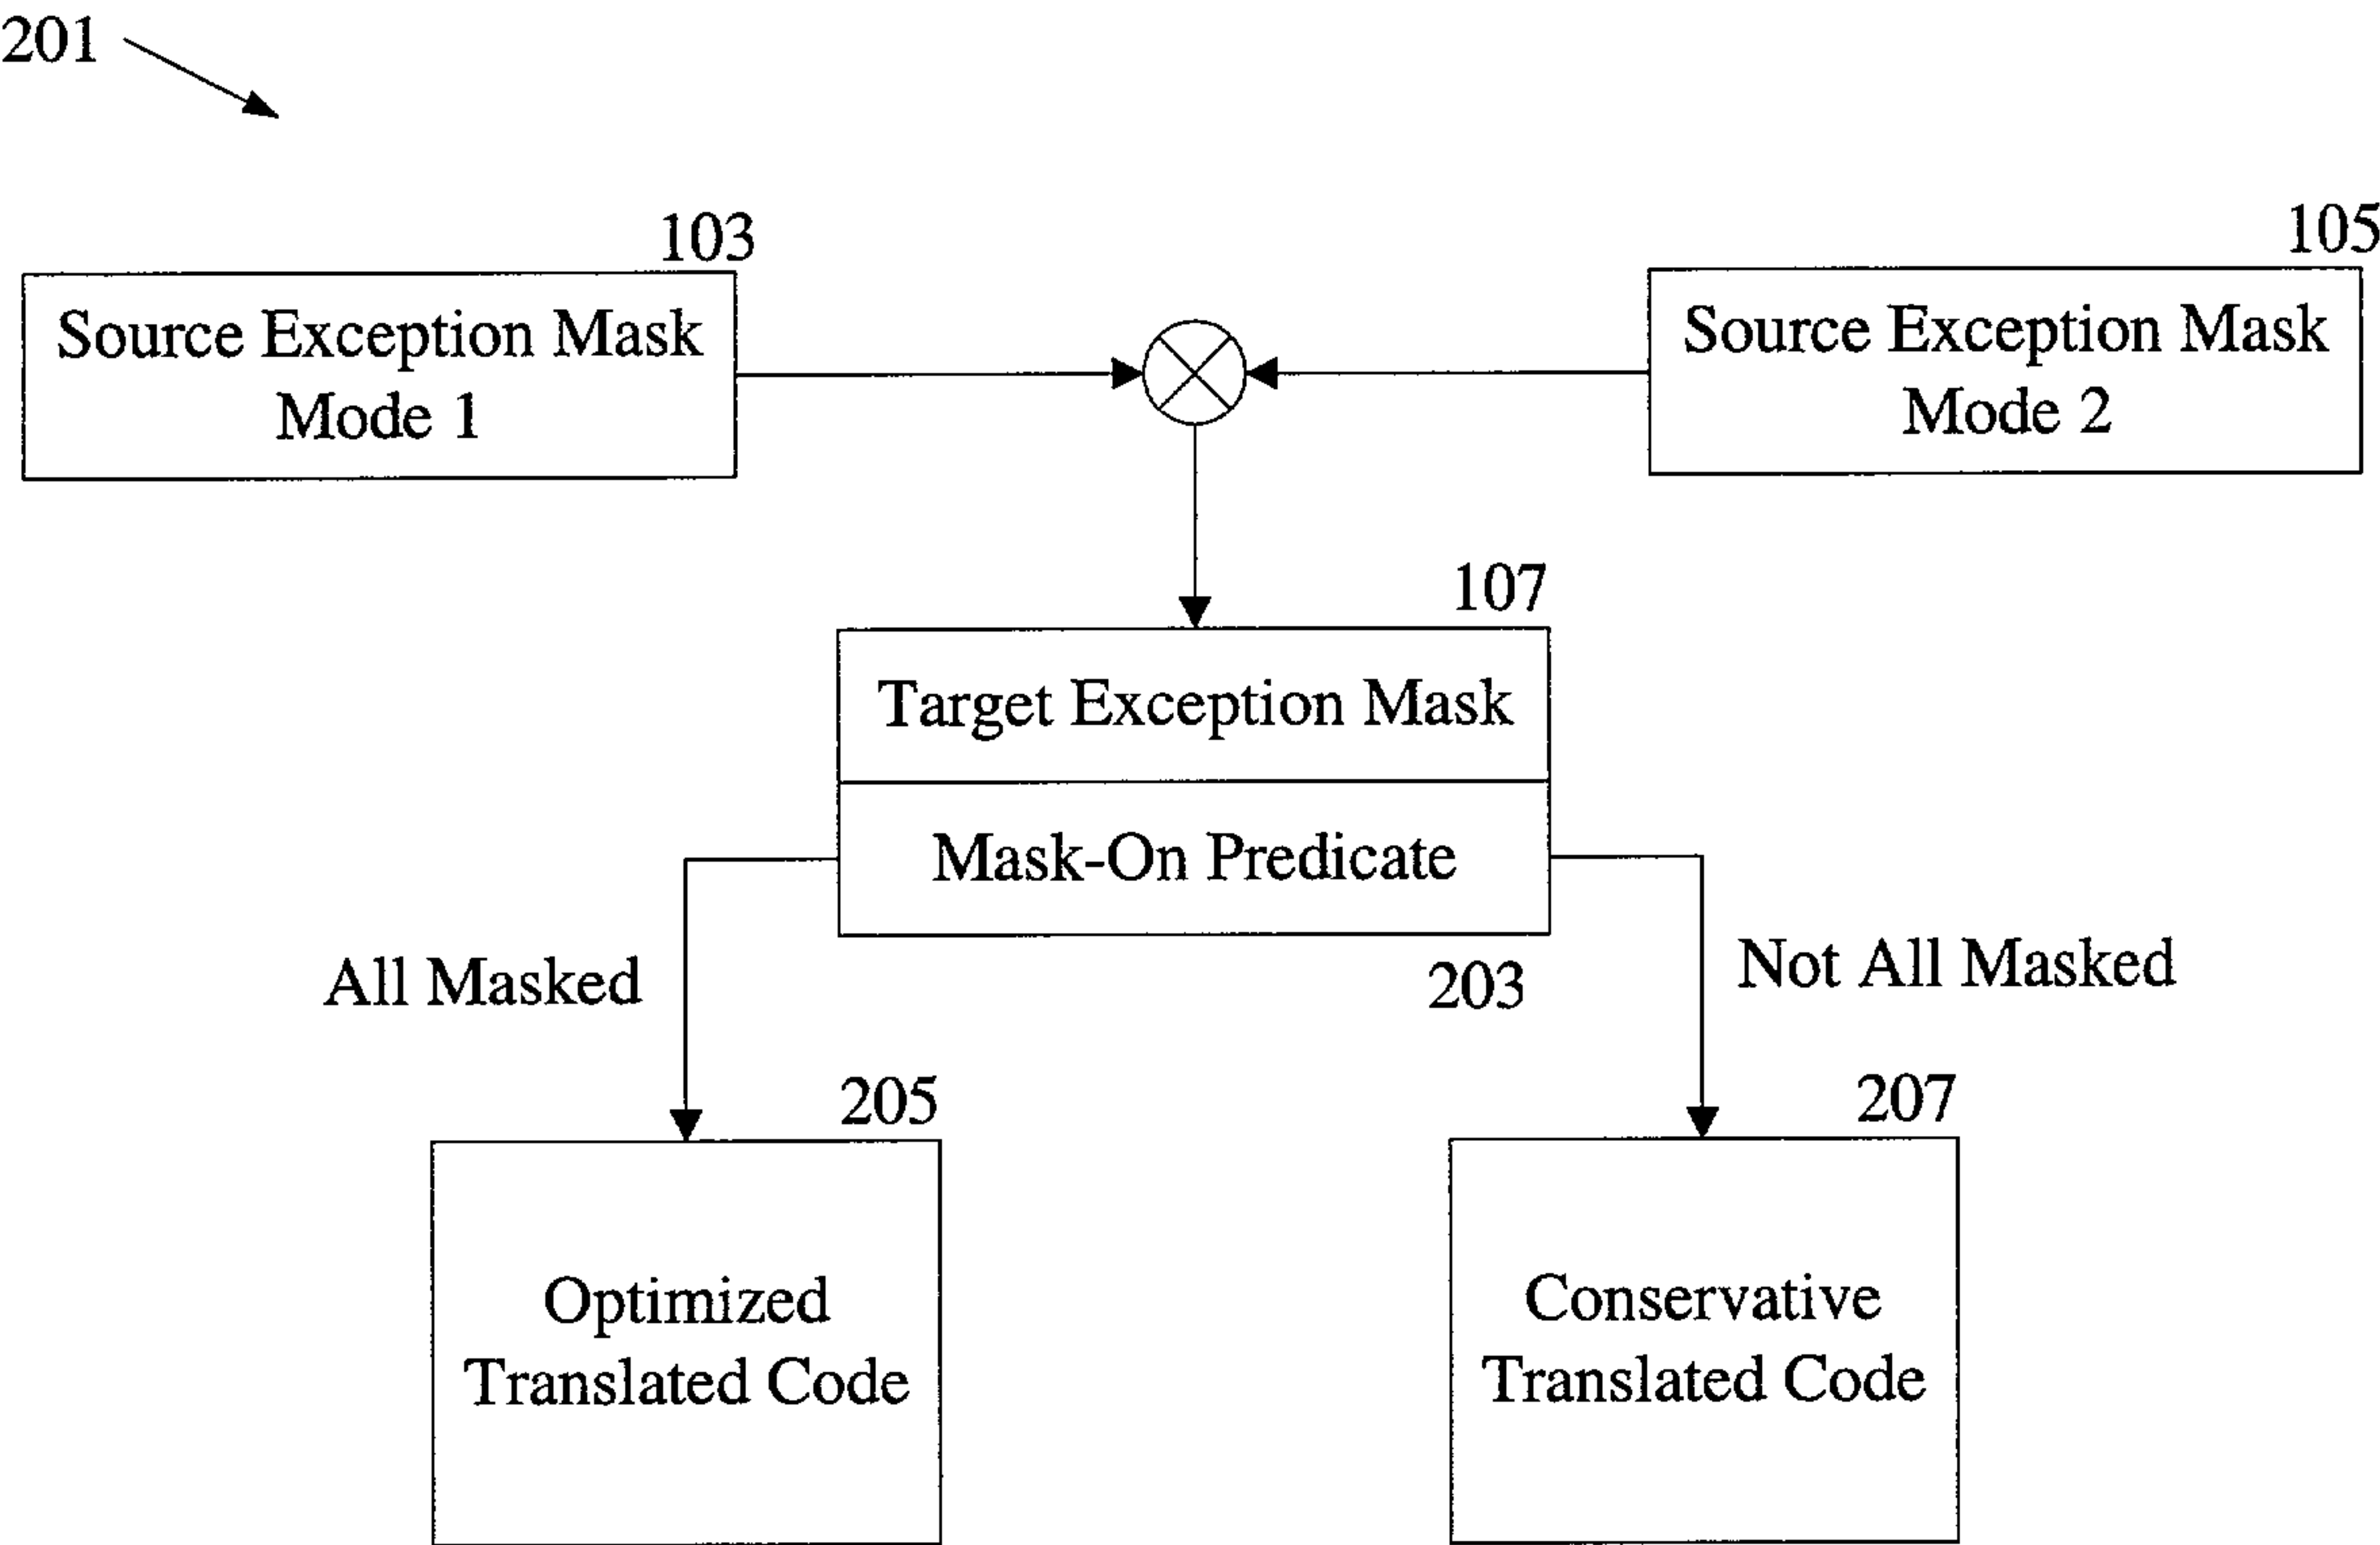 201
103
105
Source Exception Mask
Mode 1
Source Exception Mask
Mode 2
107
Target Exception Mask
Mask-On Predicate
All Masked
203
Not All Masked
205
207
Optimized
Translated Code
Conservative
Translated Code